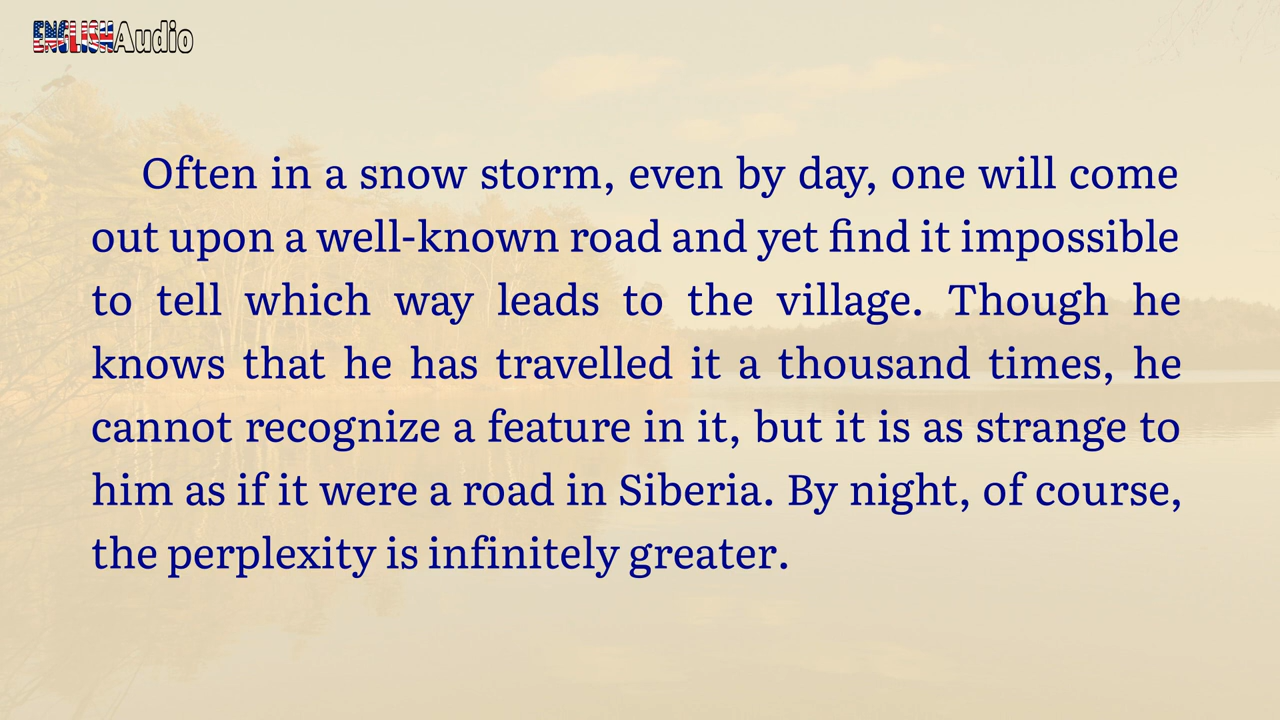 ENGLISHAudio
Often in a snow storm, even by day, one will come
out upon a well-known road and yet find it impossible
to tell which way leads to the village. Though he
knows that he has travelled it a thousand times, he
cannot recognize a feature in it, but it is as strange to
him as if it were a road in Siberia. By night, of course,
the perplexity is infinitely greater.